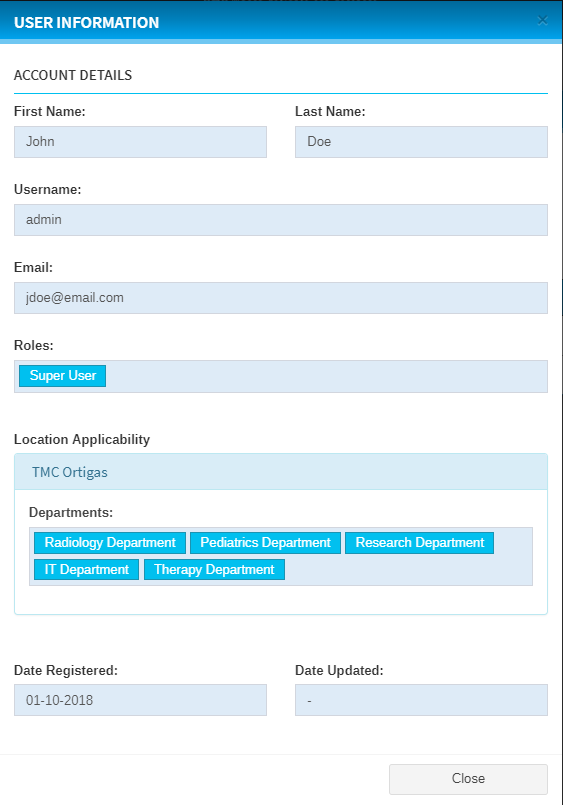 USER INFORMATION
×
ACCOUNT DETAILS
First Name: Last Name:
John Doe
Username:
admin
Email:
jdoe@email.com
Roles:
Super User
Location Applicability
TMC Ortigas
Departments:
Radiology Department Pediatrics Department Research Department
IT Department Therapy Department
Date Registered: Date Updated:
01-10-2018 -
Close